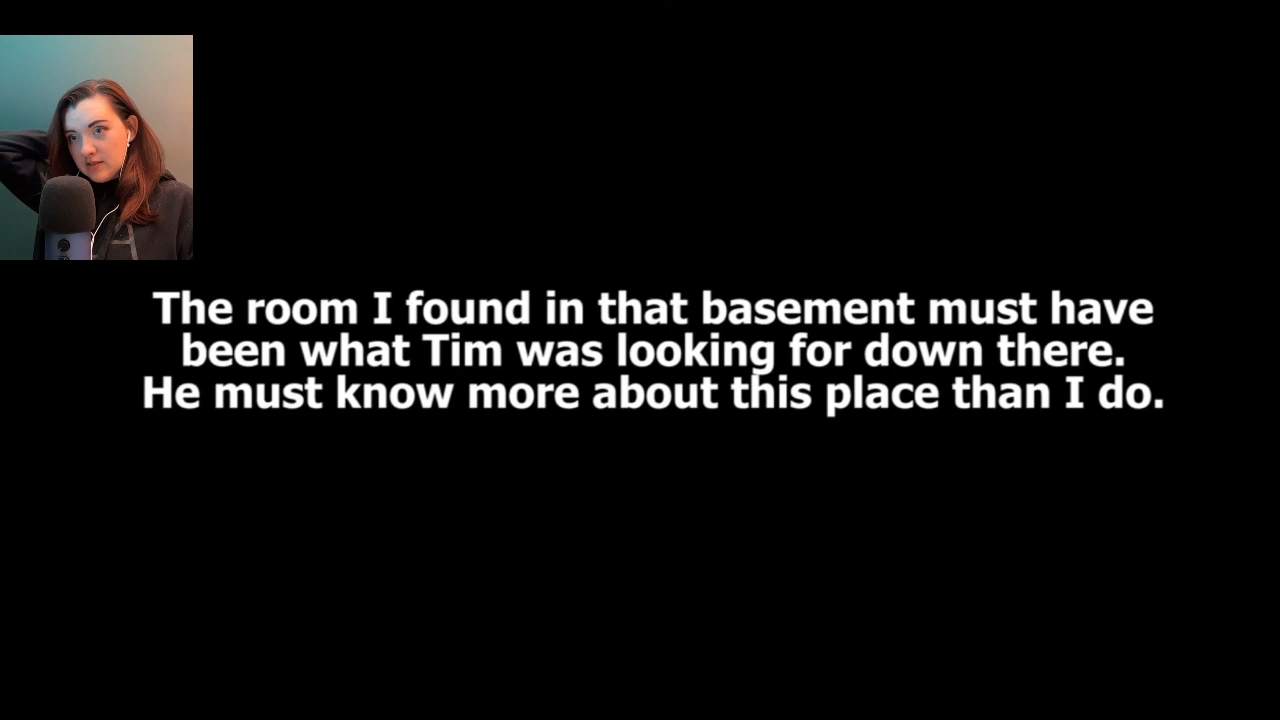 The room I found in that basement must have
been what Tim was looking for down there.
He must know more about this place than I do.